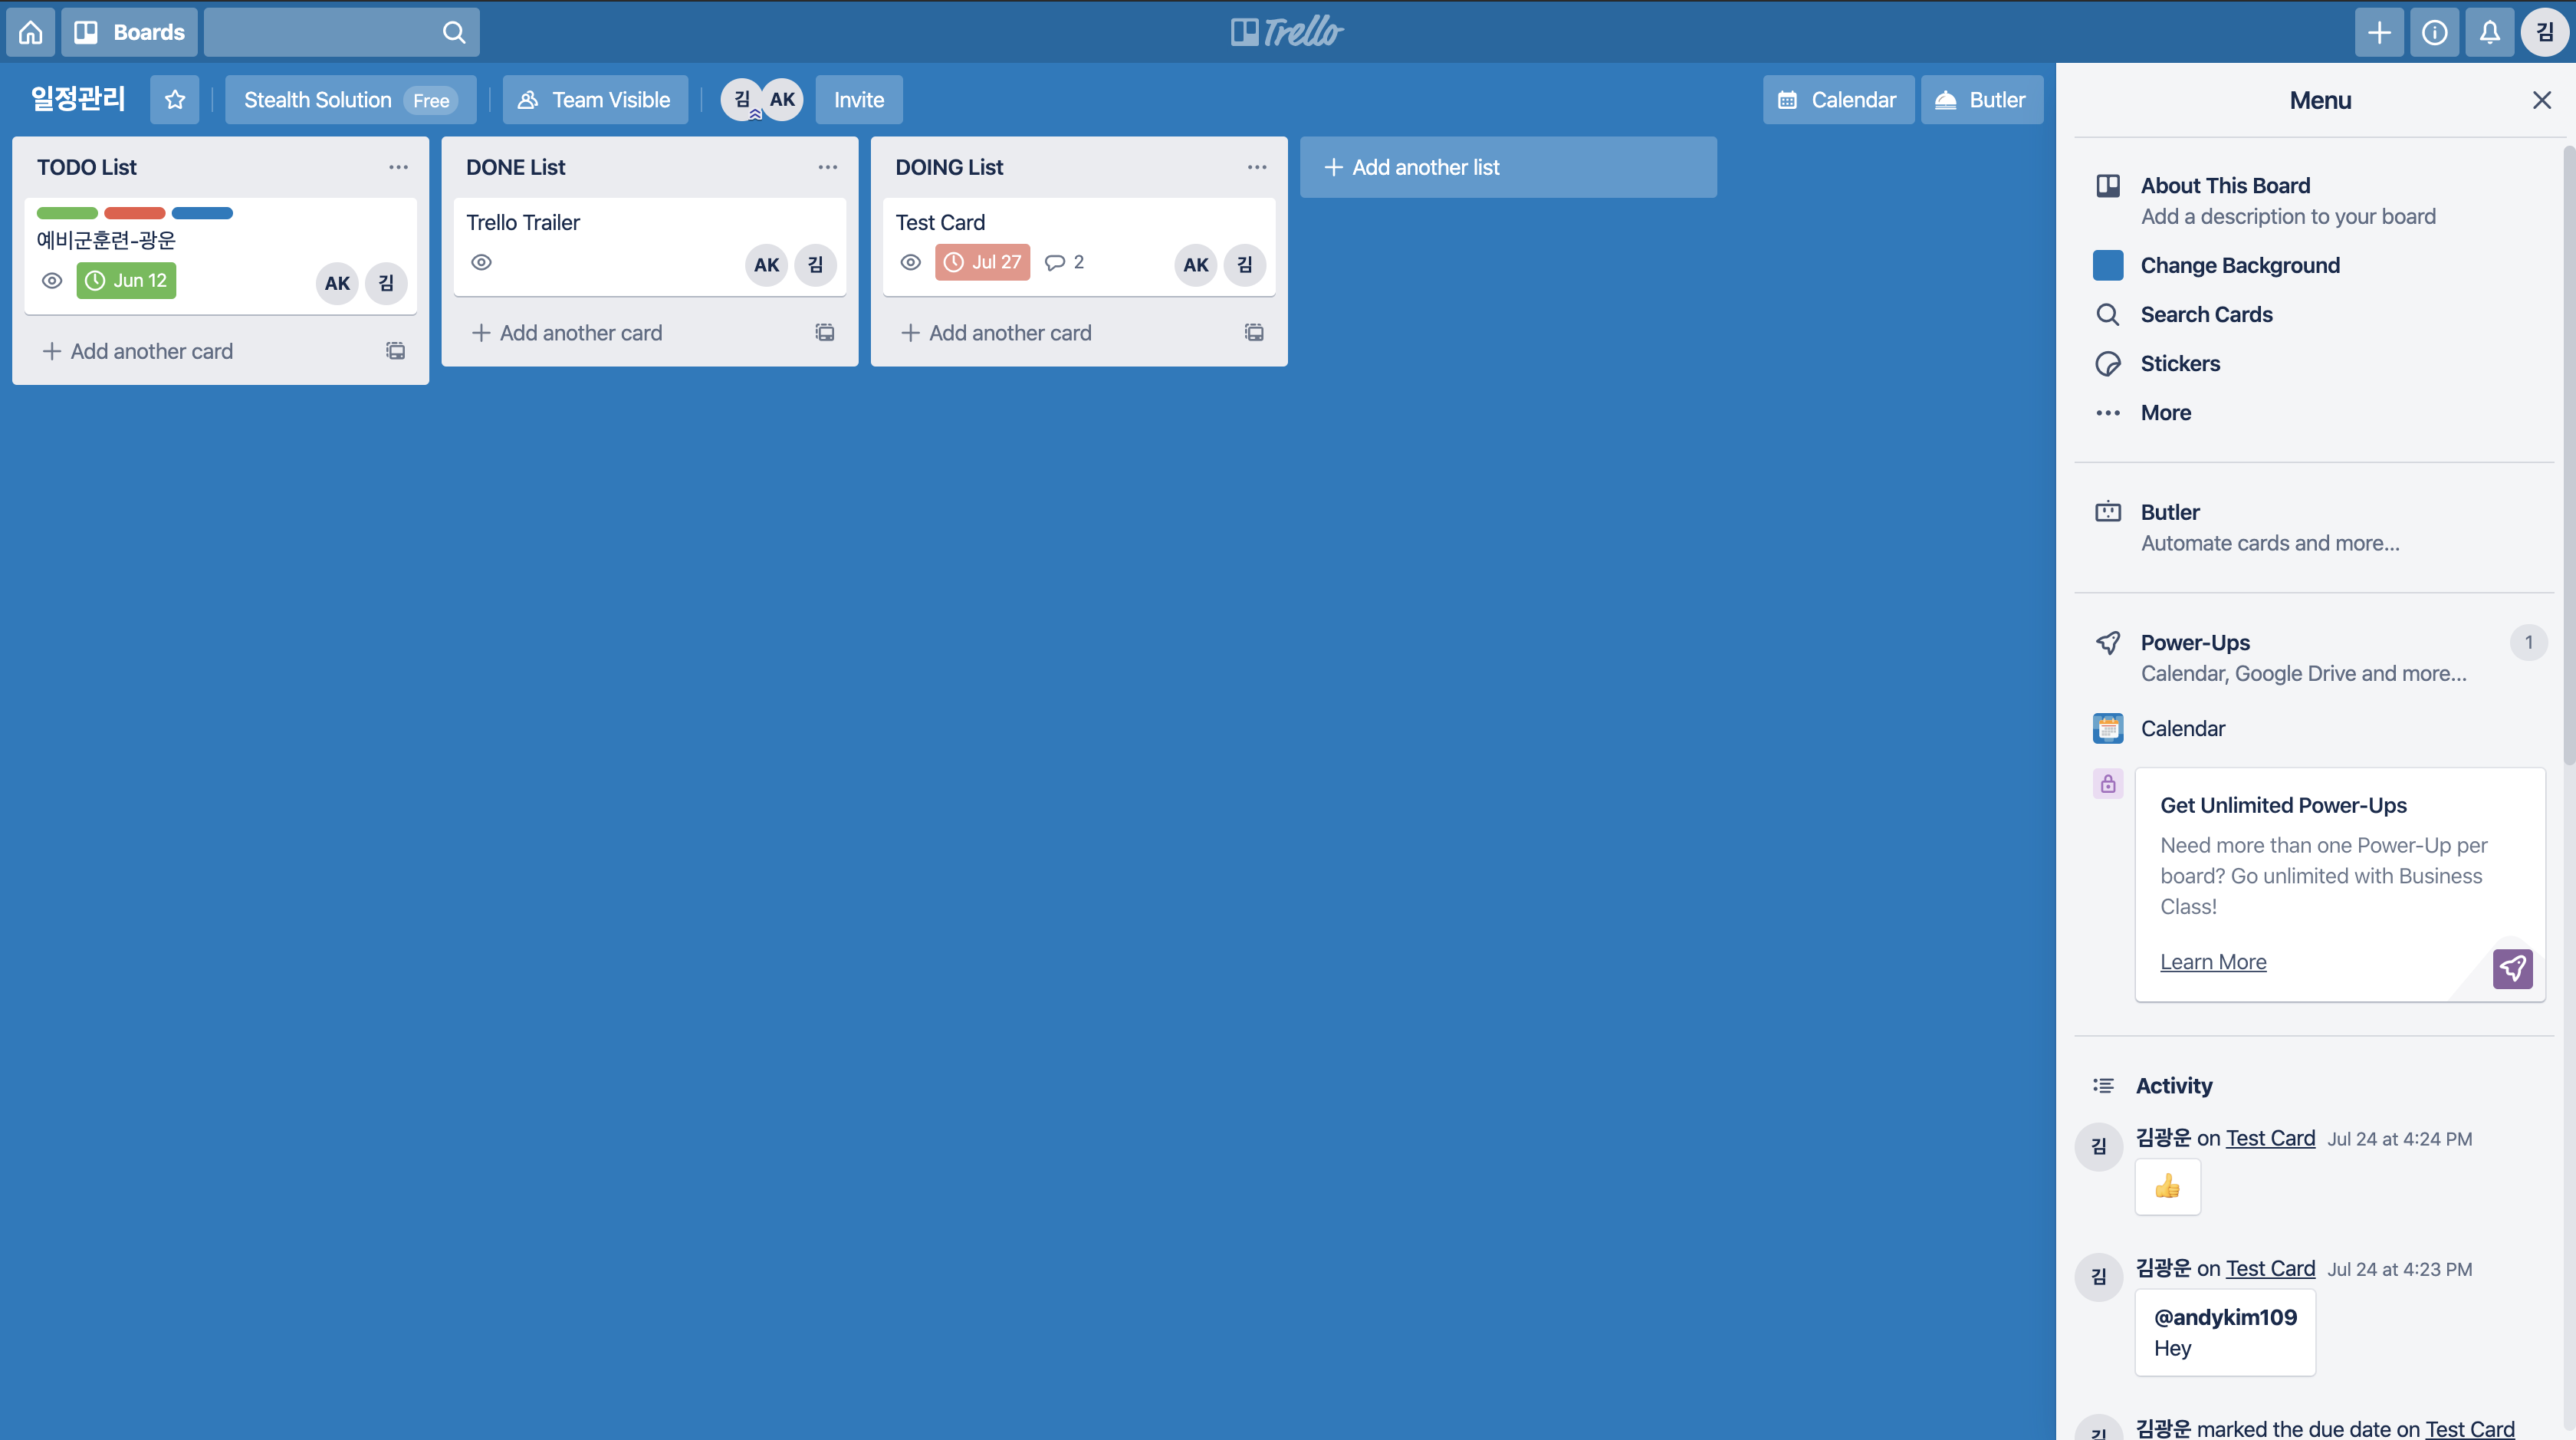 Boards
Trello
김
일정관리
Stealth Solution Free
Team Visible
김 AK
Invite
Calendar
Butler
TODO List
예비군훈련-광운
Jun 12
AK 김
Add another card
DONE List
Trello Trailer
AK 김
Add another card
DOING List
Test Card
Jul 27 2
AK 김
Add another card
Add another list
Menu
About This Board
Add a description to your board
Change Background
Search Cards
Stickers
More
Butler
Automate cards and more...
Power-Ups 1
Calendar, Google Drive and more...
Calendar
Get Unlimited Power-Ups
Need more than one Power-Up per
board? Go unlimited with Business
Class!
Learn More
Activity
김 김광운 on Test Card Jul 24 at 4:24 PM
김 김광운 on Test Card Jul 24 at 4:23 PM
@andykim109
Hey
김광운 marked the due date on Test Card